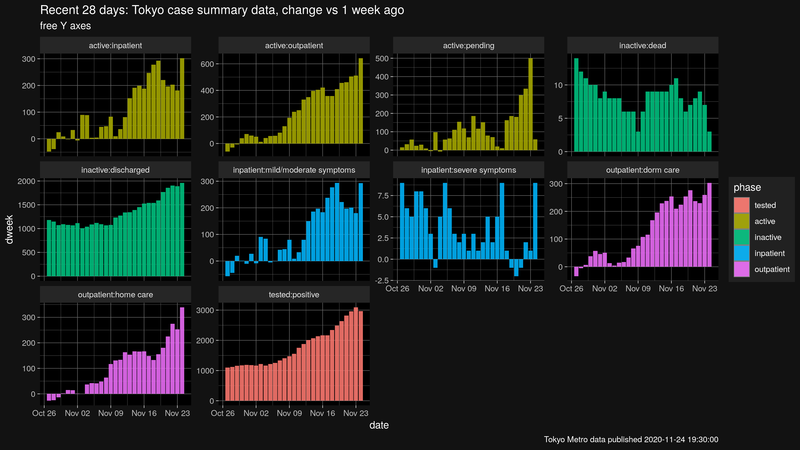 Recent 28 days: Tokyo case summary data, change vs 1 week ago
free Y axes
active:inpatient
active:outpatient
active:pending
inactive:dead
300
200
100
0
600
400
200
0
500
400
300
200
100
0
10
5
0
inactive:discharged
inpatient:mild/moderate symptoms
inpatient:severe symptoms
outpatient:dorm care
2000
1500
1000
500
0
300
200
100
0
7.5
5.0
2.5
0.0
-2.5
300
200
100
0
Oct 26 Nov 02 Nov 09 Nov 16 Nov 23
Oct 26 Nov 02 Nov 09 Nov 16 Nov 23
outpatient:home care
tested:positive
300
200
100
0
3000
2000
1000
0
Oct 26 Nov 02 Nov 09 Nov 16 Nov 23
Oct 26 Nov 02 Nov 09 Nov 16 Nov 23
dweek
date
phase
tested
active
inactive
inpatient
outpatient
Tokyo Metro data published 2020-11-24 19:30:00